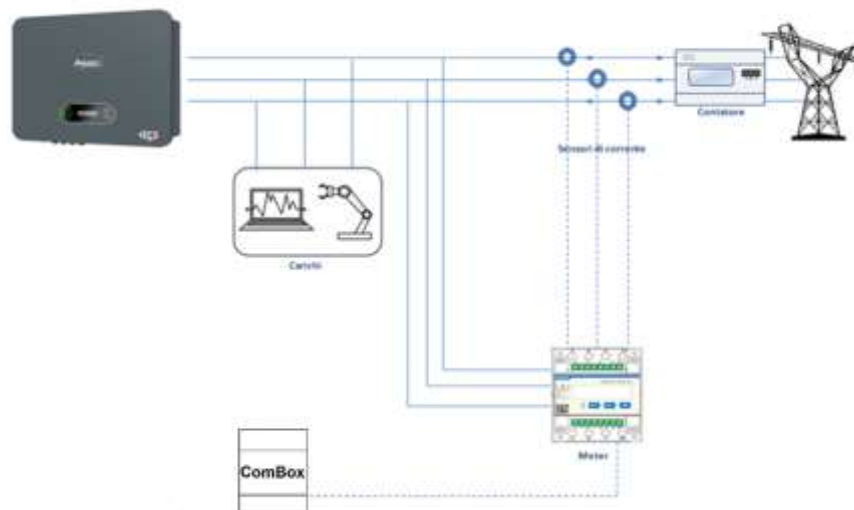 Contatore
Sensori di corrente
Carichi
Meter
ComBox